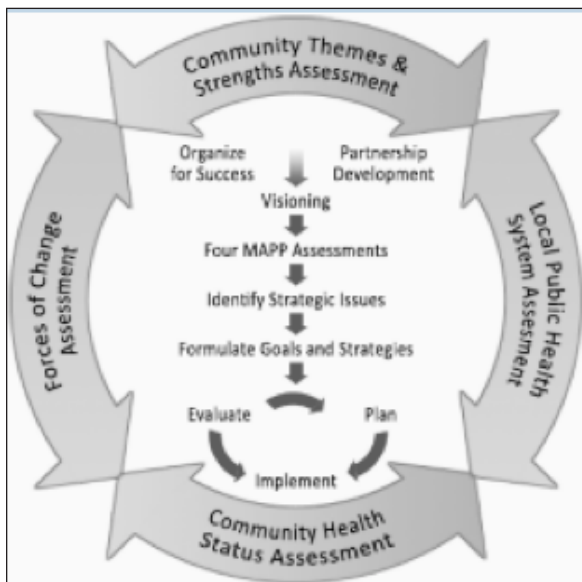 Community Themes &
Strengths Assessment
Organize
for Success
Partnership
Development
Visioning
Four MAPP Assessments
Identify Strategic Issues
Formulate Goals and Strategies
Evaluate
Plan
Implement
Forces of Change
Assessment
Local Public Health
System Assesment
Community Health
Status Assessment